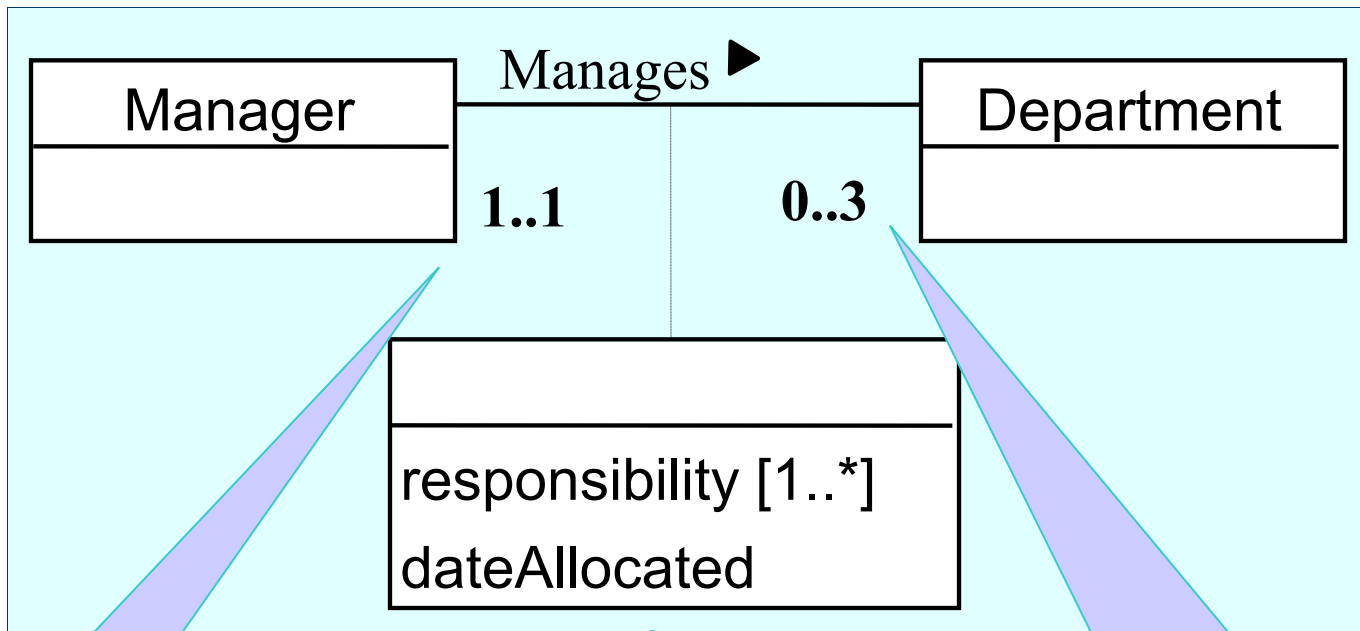 Manages ▶
Manager
Department
1..1
0..3
responsibility [1..*]
dateAllocated